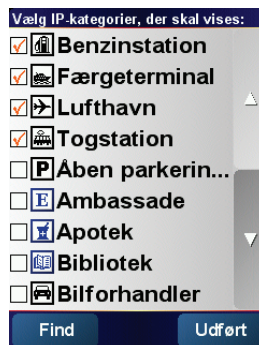 Vælg IP-kategorier, der skal vises:
Benzinstation
Færgeterminal
Lufthavn
Togstation
P Åben parkerin...
E Ambassade
Apotek
Bibliotek
Bilforhandler
Find Udført